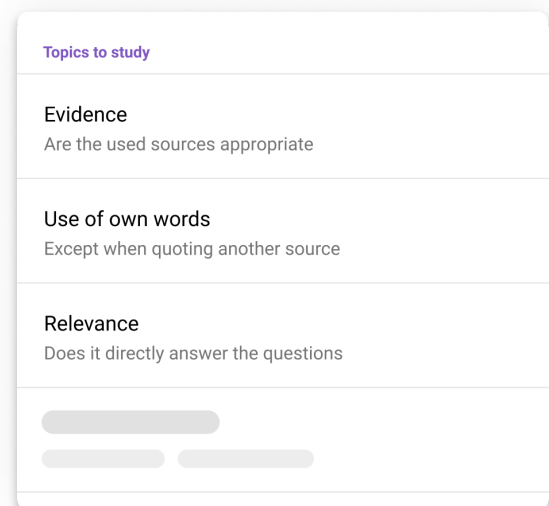 Topics to study
Evidence
Are the used sources appropriate
Use of own words
Except when quoting another source
Relevance
Does it directly answer the questions